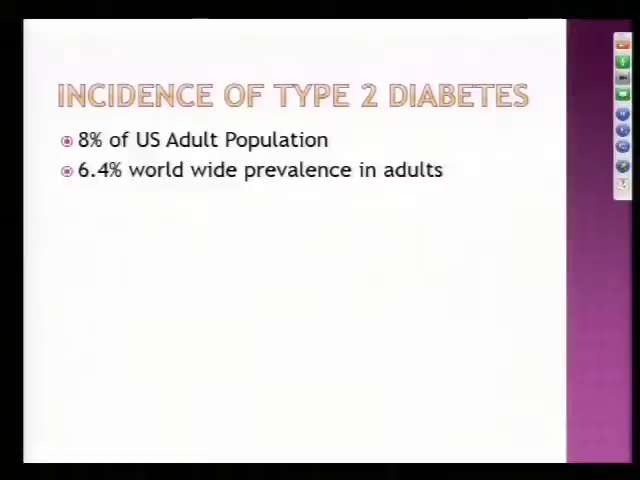 INCIDENCE OF TYPE 2 DIABETES
8% of US Adult Population
6.4% world wide prevalence in adults